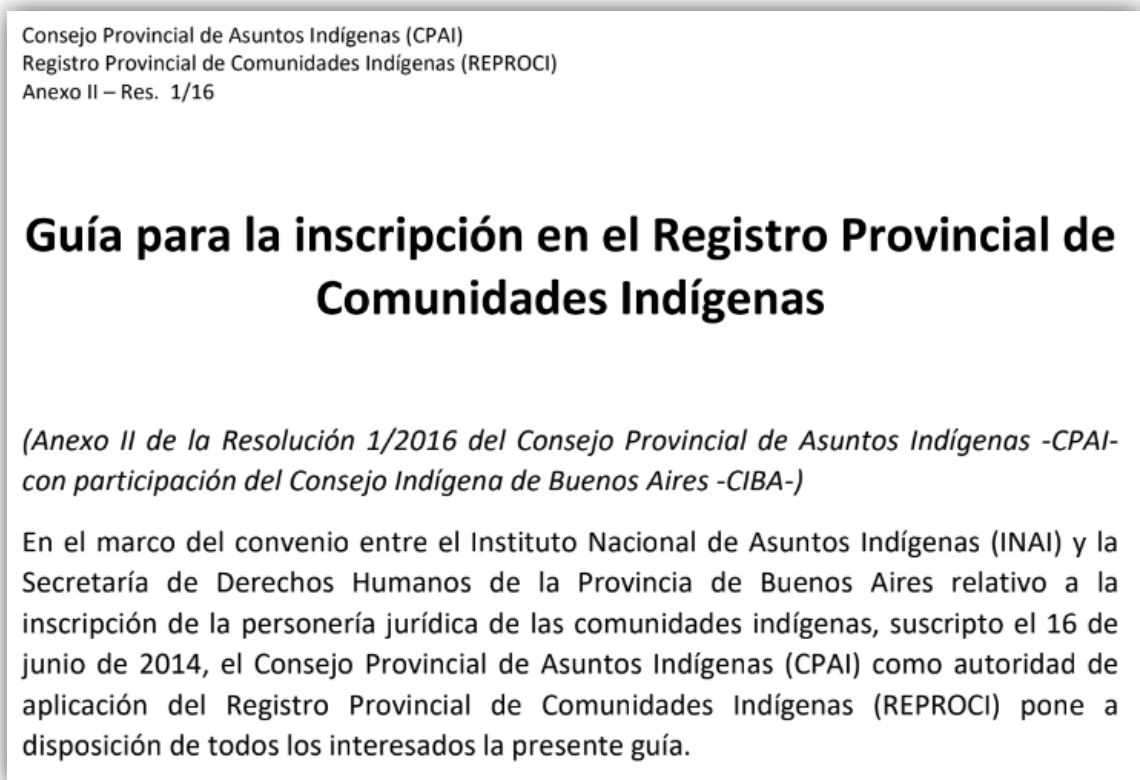 Consejo Provincial de Asuntos Indígenas (CPAI)
Registro Provincial de Comunidades Indígenas (REPROCI)
Anexo II – Res.  1/16
Guía para la inscripción en el Registro Provincial de
Comunidades Indígenas
(Anexo II de la Resolución 1/2016 del Consejo Provincial de Asuntos Indígenas -CPAI-
con participación del Consejo Indígena de Buenos Aires -CIBA-)
En el marco del convenio entre el Instituto Nacional de Asuntos Indígenas (INAI) y la
Secretaría de Derechos Humanos de la Provincia de Buenos Aires relativo a la
inscripción de la personería jurídica de las comunidades indígenas, suscripto el 16 de
junio de 2014, el Consejo Provincial de Asuntos Indígenas (CPAI) como autoridad de
aplicación del Registro Provincial de Comunidades Indígenas (REPROCI) pone a
disposición de todos los interesados la presente guía.